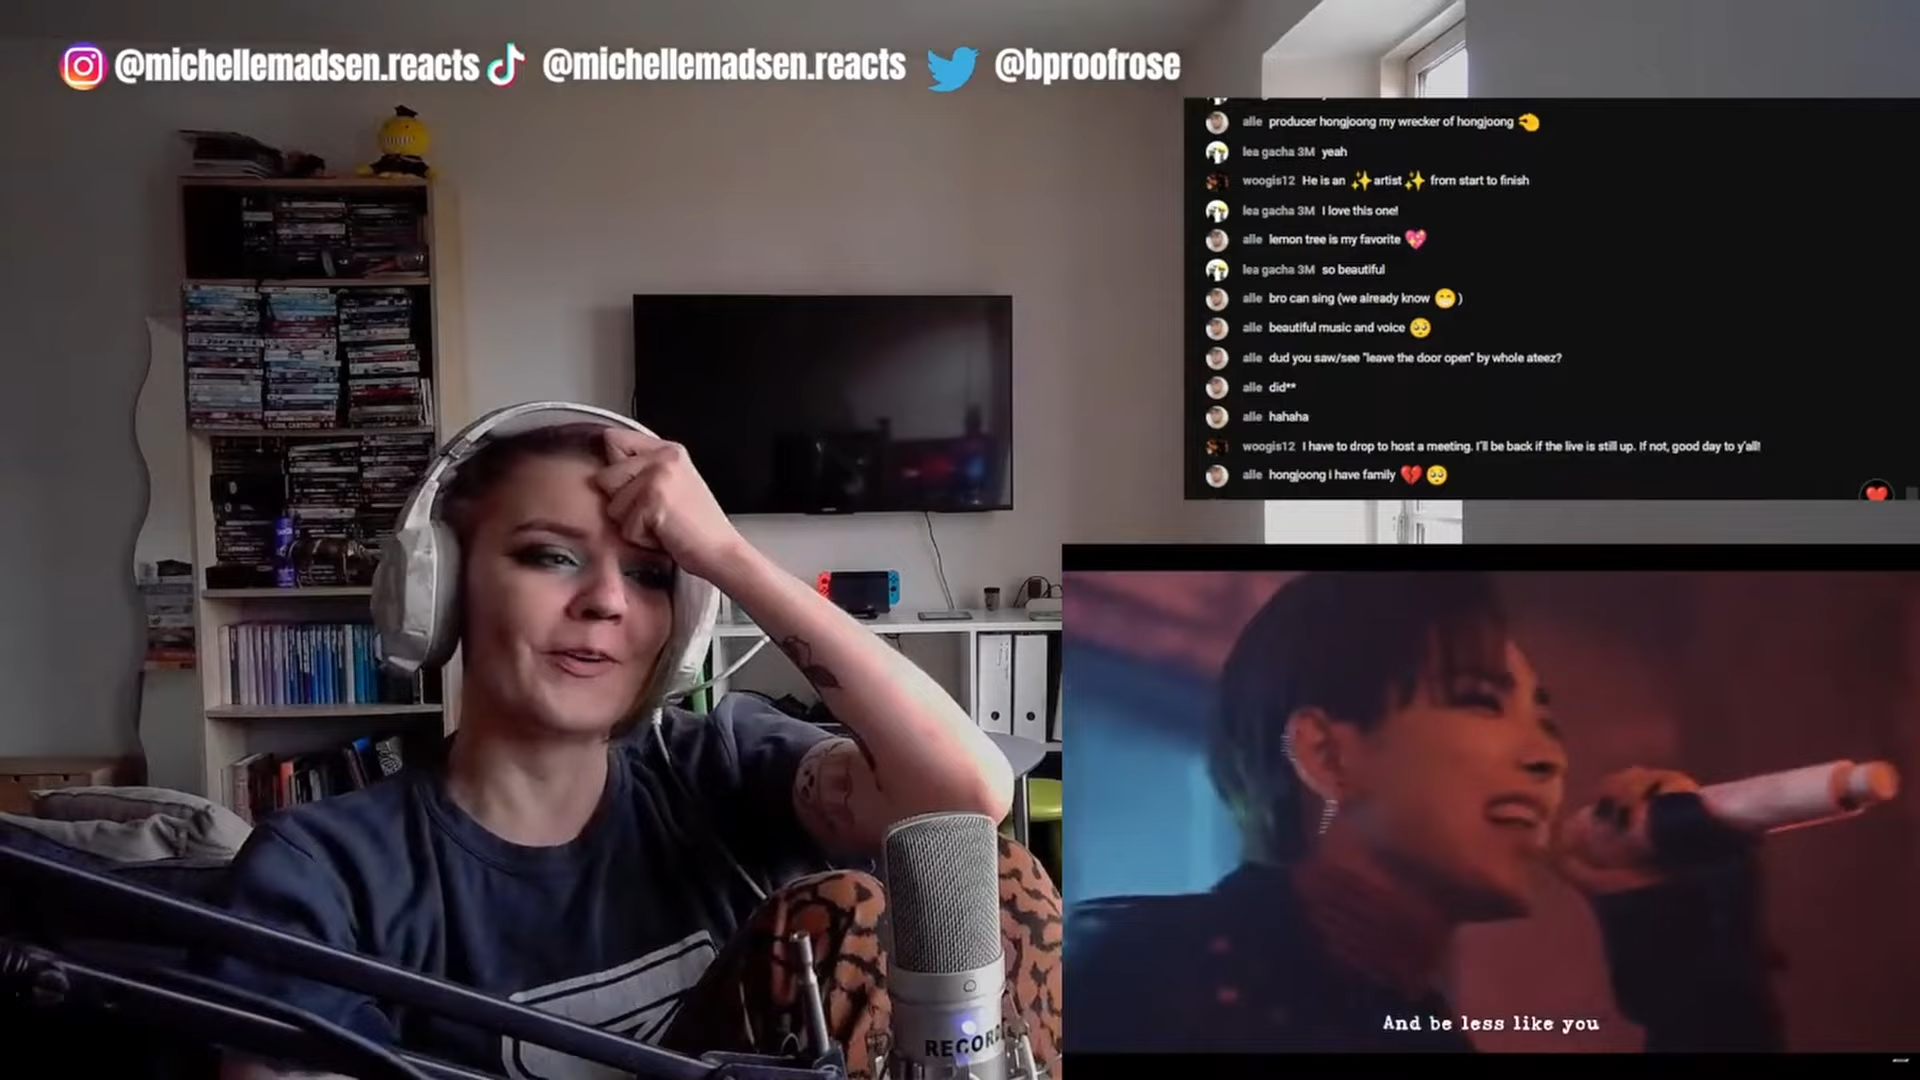 @michellemadsen.reacts @michellemadsen.reacts @bproofrose
alle producer hongjoong my wrecker of hongjoong
lea gacha 3M yeah
woogis12 He is an ✨artist✨ from start to finish
lea gacha 3M I love this one!
alle lemon tree is my favorite 💖
lea gacha 3M so beautiful
alle bro can sing (we already know 😁)
alle beautiful music and voice 🥺
alle dud you saw/see "leave the door open" by whole ateez?
alle did**
alle hahaha
woogis12 I have to drop to host a meeting. I'll be back if the live is still up. If not, good day to y'all!
alle hongjoong i have family 💔🥺
And be less like you
RECORD